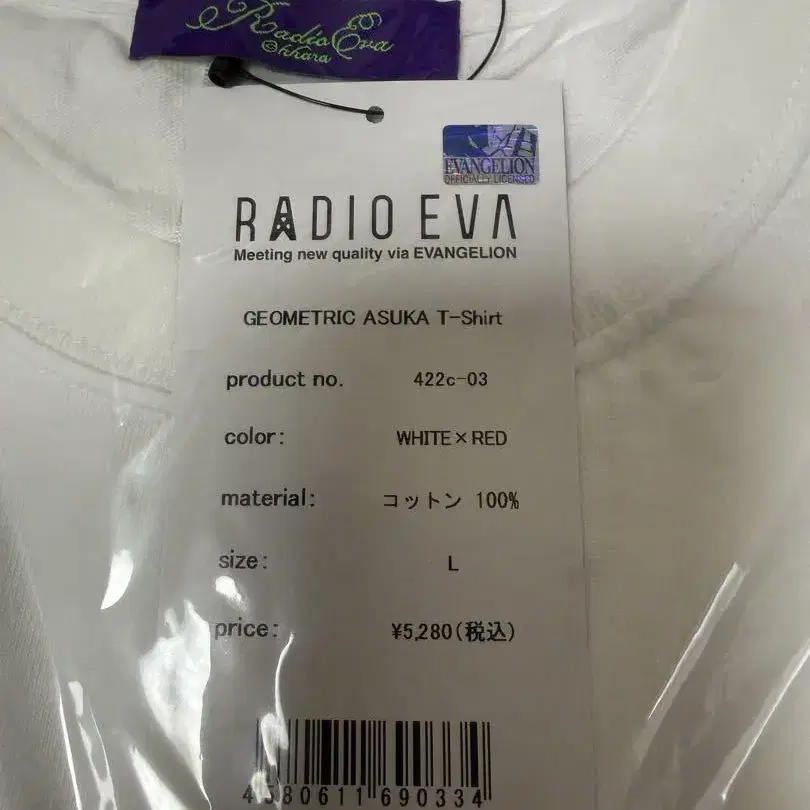 Radio Eva
©khara
EVANGELION
OFFICIALLY LICENSED
RADIO EVA
Meeting new quality via EVANGELION
GEOMETRIC ASUKA T-Shirt
product no. 422c-03
color: WHITE×RED
material: コットン 100%
size: L
price: ¥5,280(税込)
4580611690334